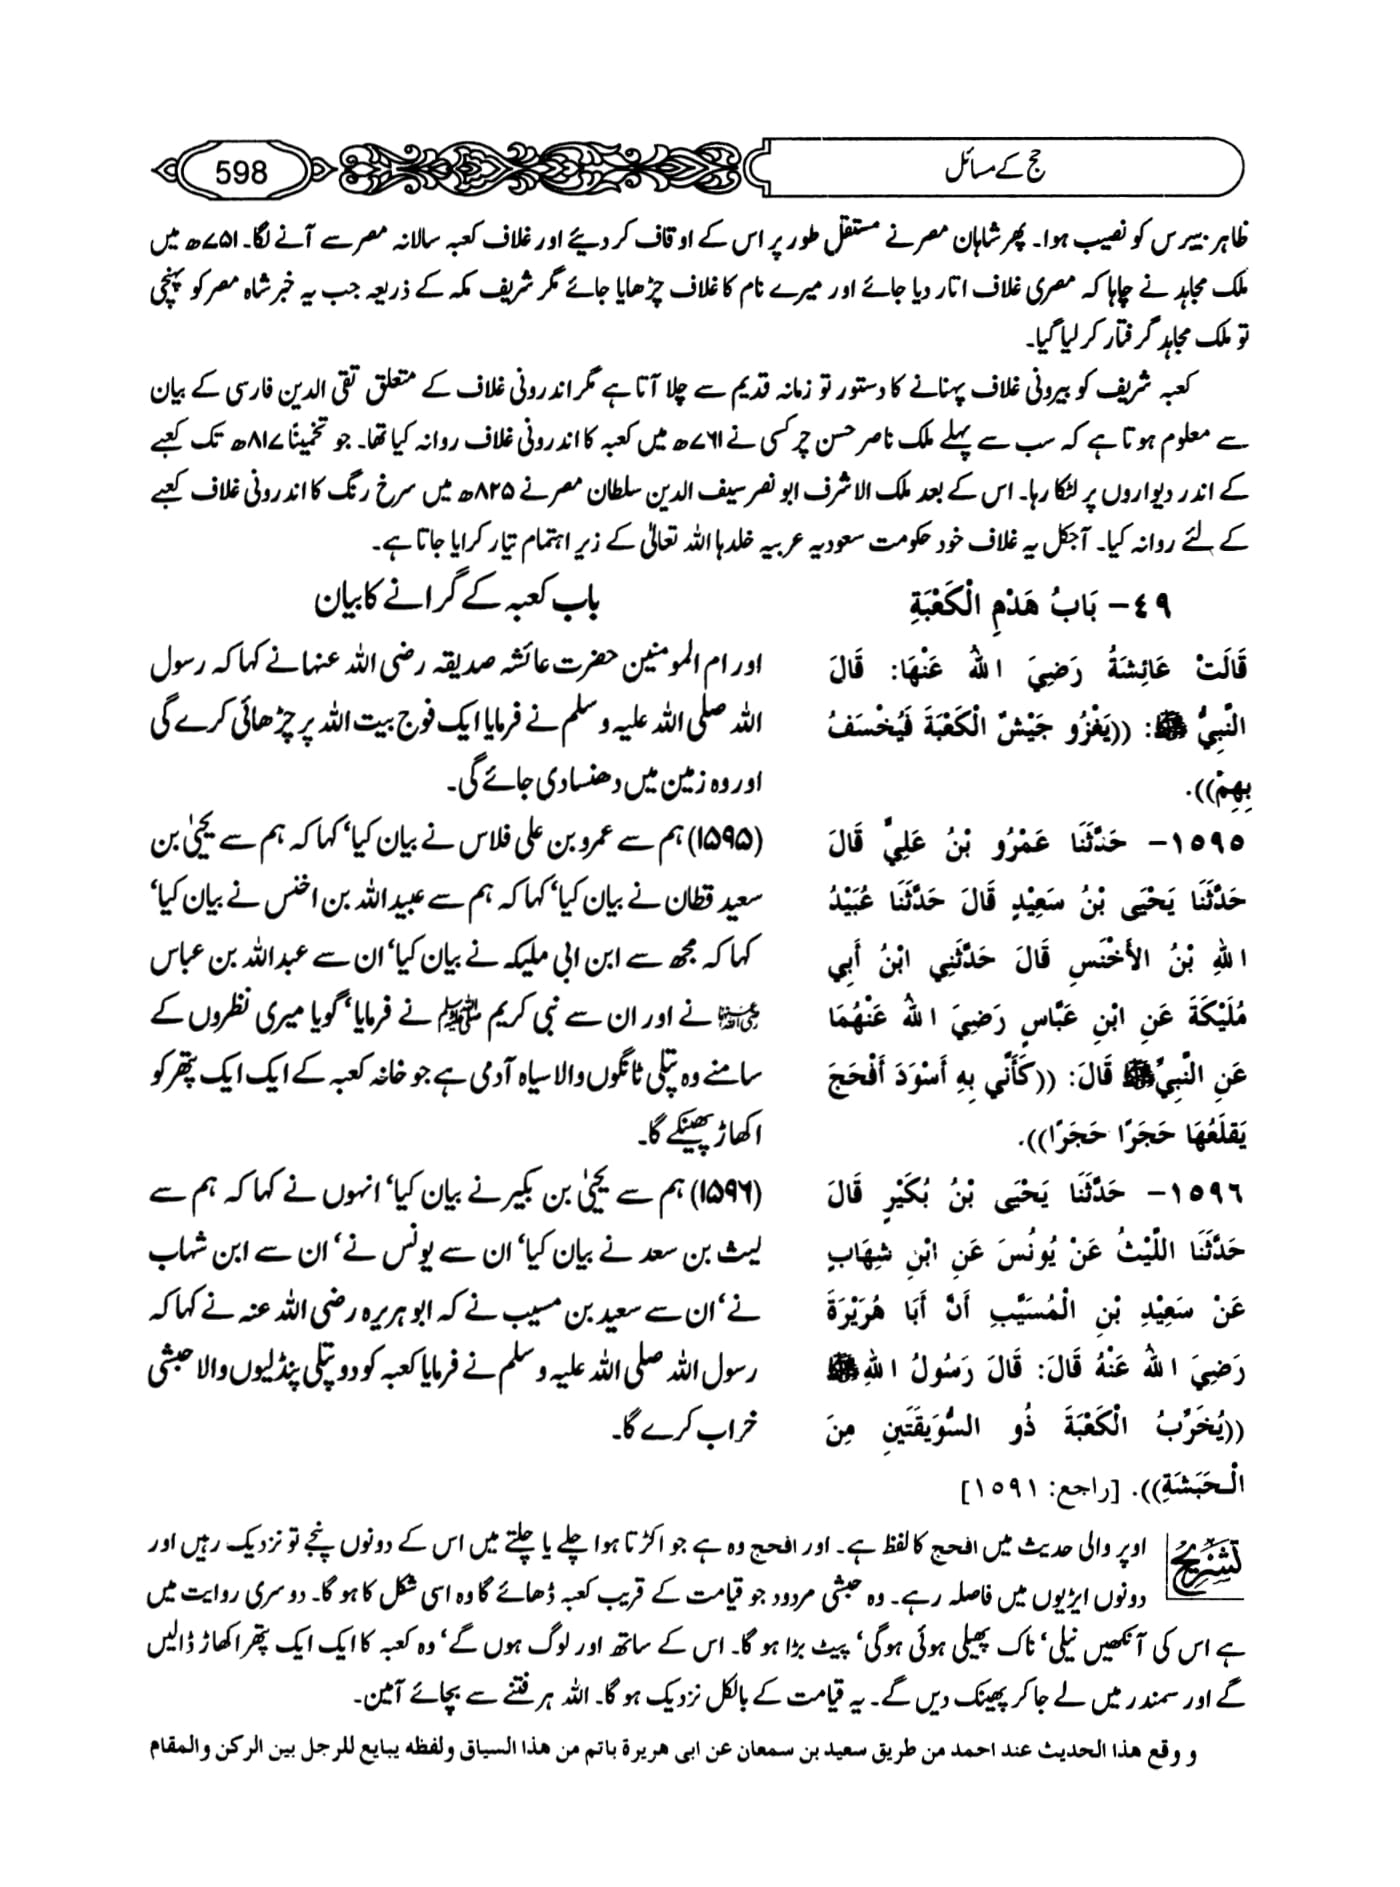 حج کے مسائل
598
ظاہر بیبرس کو نصیب ہوا۔ پھر شاہان مصر نے مستقل طور پر اس کے اوقاف کر دیئے اور غلاف کعبہ سالانہ مصر سے آنے لگا۔ ۷۵۱ھ میں
ملک مجاہد نے چاہا کہ مصری غلاف اتار دیا جائے اور میرے نام کا غلاف چڑھایا جائے مگر شریف مکہ کے ذریعہ جب یہ خبر شاہ مصر کو پہنچی
تو ملک مجاہد گرفتار کر لیا گیا۔
کعبہ شریف کو بیرونی غلاف پہنانے کا دستور تو زمانہ قدیم سے چلا آتا ہے مگر اندرونی غلاف کے متعلق تقی الدین فارسی کے بیان
سے معلوم ہوتا ہے کہ سب سے پہلے ملک ناصر حسن چرکسی نے ۷۶۱ھ میں کعبہ کا اندرونی غلاف روانہ کیا تھا۔ جو تخمیناً ۸۱۷ھ تک کعبے
کے اندر دیواروں پر لٹکا رہا۔ اس کے بعد ملک الاشرف ابو نصر سیف الدین سلطان مصر نے ۸۲۵ھ میں سرخ رنگ کا اندرونی غلاف کعبے
کے لئے روانہ کیا۔ آجکل یہ غلاف خود حکومت سعودیہ عربیہ خلدہا اللہ تعالیٰ کے زیر اہتمام تیار کرایا جاتا ہے۔
٤٩- بَابُ هَدْمِ الْكَعْبَةِ
قَالَتْ عَائِشَةُ رَضِيَ اللهُ عَنْهَا: قَالَ
النَّبِيُّ ﷺ: ((يَغْزُو جَيْشٌ الْكَعْبَةَ فَيُخْسَفُ
بِهِمْ)).
١٥٩٥- حَدَّثَنَا عَمْرُو بْنُ عَلِيٍّ قَالَ
حَدَّثَنَا يَحْيَى بْنُ سَعِيْدٍ قَالَ حَدَّثَنَا عُبَيْدُ
اللهِ بْنُ الأَخْنَسِ قَالَ حَدَّثَنِي ابْنُ أَبِي
مُلَيْكَةَ عَنِ ابْنِ عَبَّاسٍ رَضِيَ اللهُ عَنْهُمَا
عَنِ النَّبِيِّ ﷺ قَالَ: ((كَأَنِّي بِهِ أَسْوَدَ أَفْحَجَ
يَقلَعُهَا حَجَرًا حَجَرًا)).
١٥٩٦- حَدَّثَنَا يَحْيَى بْنُ بُكَيْرٍ قَالَ
حَدَّثَنَا اللَّيْثُ عَنْ يُونُسَ عَنِ ابْنِ شِهَابٍ
عَنْ سَعِيْدِ بْنِ الْمُسَيَّبِ أَنَّ أَبَا هُرَيْرَةَ
رَضِيَ اللهُ عَنْهُ قَالَ: قَالَ رَسُولُ اللهِ ﷺ
((يُخَرِّبُ الْكَعْبَةَ ذُو السُّوَيقَتَينِ مِنَ
الْحَبَشَةِ)). [راجع: ١٥٩١]
باب کعبہ کے گرانے کا بیان
اور ام المومنین حضرت عائشہ صدیقہ رضی اللہ عنہا نے کہا کہ رسول
اللہ صلی اللہ علیہ وسلم نے فرمایا ایک فوج بیت اللہ پر چڑھائی کرے گی
اور وہ زمین میں دھنسا دی جائے گی۔
(۱۵۹۵) ہم سے عمرو بن علی فلاس نے بیان کیا‘ کہا کہ ہم سے یحیٰ بن
سعید قطان نے بیان کیا‘ کہا کہ ہم سے عبیداللہ بن اخنس نے بیان کیا‘
کہا کہ مجھ سے ابن ابی ملیکہ نے بیان کیا‘ ان سے عبداللہ بن عباس
رضی اللہ عنہما نے اور ان سے نبی کریم ﷺ نے فرمایا‘ گویا میری نظروں کے
سامنے وہ پتلی ٹانگوں والا سیاہ آدمی ہے جو خانہ کعبہ کے ایک ایک پتھر کو
اکھاڑ پھینکے گا۔
(۱۵۹۶) ہم سے یحیٰ بن بکیر نے بیان کیا‘ انہوں نے کہا کہ ہم سے
لیث بن سعد نے بیان کیا‘ ان سے یونس نے‘ ان سے ابن شہاب
نے‘ ان سے سعید بن مسیب نے کہ ابو ہریرہ رضی اللہ عنہ نے کہا کہ
رسول اللہ صلی اللہ علیہ وسلم نے فرمایا کعبہ کو دو پتلی پنڈلیوں والا حبشی
خراب کرے گا۔
تشریح اوپر والی حدیث میں افحج کا لفظ ہے۔ اور افحج وہ ہے جو اکڑتا ہوا چلے یا چلتے میں اس کے دونوں پنجے تو نزدیک رہیں اور
دونوں ایڑیوں میں فاصلہ رہے۔ وہ حبشی مردود جو قیامت کے قریب کعبہ ڈھائے گا وہ اسی شکل کا ہو گا۔ دوسری روایت میں
ہے اس کی آنکھیں نیلی‘ ناک پھیلی ہوئی ہوگی‘ پیٹ بڑا ہو گا۔ اس کے ساتھ اور لوگ ہوں گے‘ وہ کعبہ کا ایک ایک پتھر اکھاڑ ڈالیں
گے اور سمندر میں لے جا کر پھینک دیں گے۔ یہ قیامت کے بالکل نزدیک ہو گا۔ اللہ ہر فتنے سے بچائے آمین۔
و وقع هذا الحديث عند احمد من طريق سعيد بن سمعان عن ابى هريرة باتم من هذا السياق ولفظه يبايع للرجل بين الركن والمقام